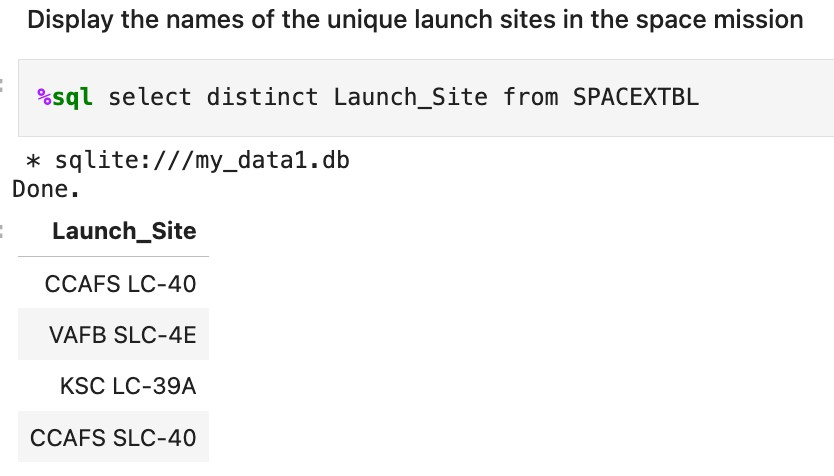 Display the names of the unique launch sites in the space mission
%sql select distinct Launch_Site from SPACEXTBL
* sqlite:///my_data1.db
Done.
Launch_Site
CCAFS LC-40
VAFB SLC-4E
KSC LC-39A
CCAFS SLC-40